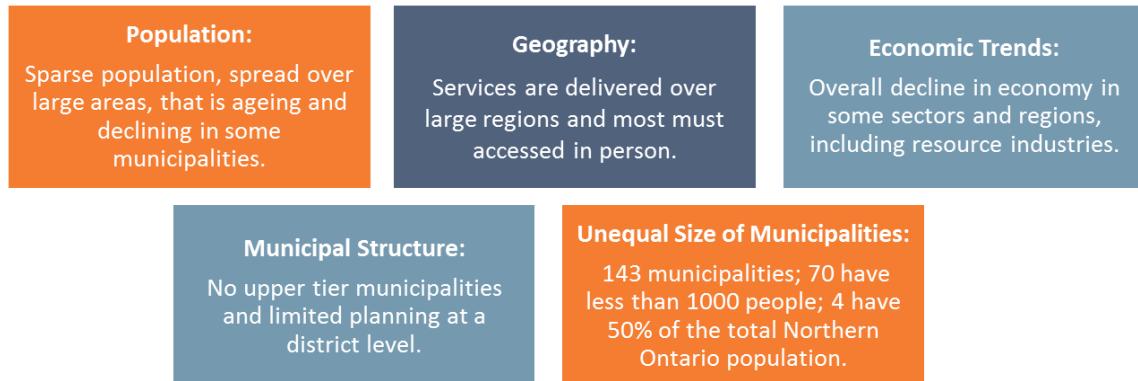 Population:
Sparse population, spread over
large areas, that is ageing and
declining in some
municipalities.
Geography:
Services are delivered over
large regions and most must
accessed in person.
Economic Trends:
Overall decline in economy in
some sectors and regions,
including resource industries.
Municipal Structure:
No upper tier municipalities
and limited planning at a
district level.
Unequal Size of Municipalities:
143 municipalities; 70 have
less than 1000 people; 4 have
50% of the total Northern
Ontario population.